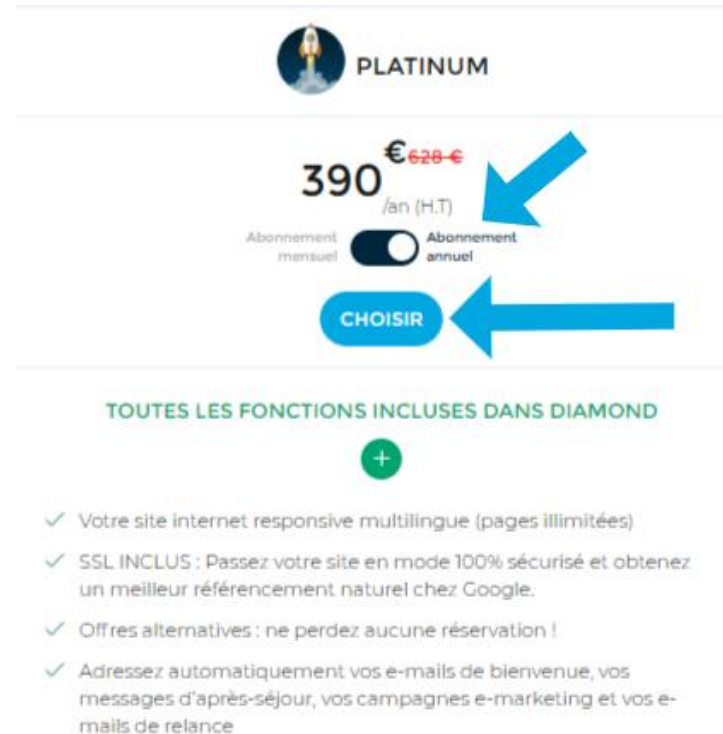 PLATINUM
390 € 628 €
/an (H.T)
Abonnement mensuel
Abonnement annuel
CHOISIR
TOUTES LES FONCTIONS INCLUSES DANS DIAMOND
+
Votre site internet responsive multilingue (pages illimitées)
SSL INCLUS : Passez votre site en mode 100% sécurisé et obtenez
un meilleur référencement naturel chez Google.
Offres alternatives : ne perdez aucune réservation !
Adressez automatiquement vos e-mails de bienvenue, vos
messages d'après-séjour, vos campagnes e-marketing et vos e-
mails de relance